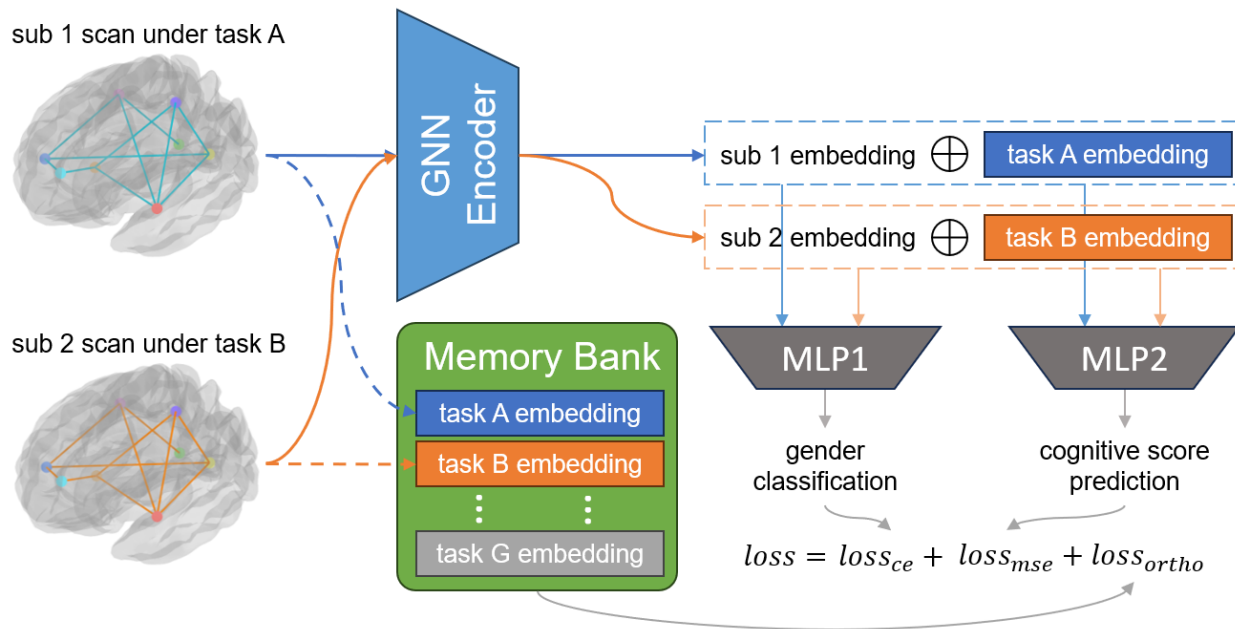 sub 1 scan under task A
GNN
Encoder
sub 1 embedding ⊕ task A embedding
sub 2 embedding ⊕ task B embedding
sub 2 scan under task B
Memory Bank
task A embedding
task B embedding
task G embedding
MLP1
MLP2
gender
classification
cognitive score
prediction
loss = loss_ce + loss_mse + loss_ortho